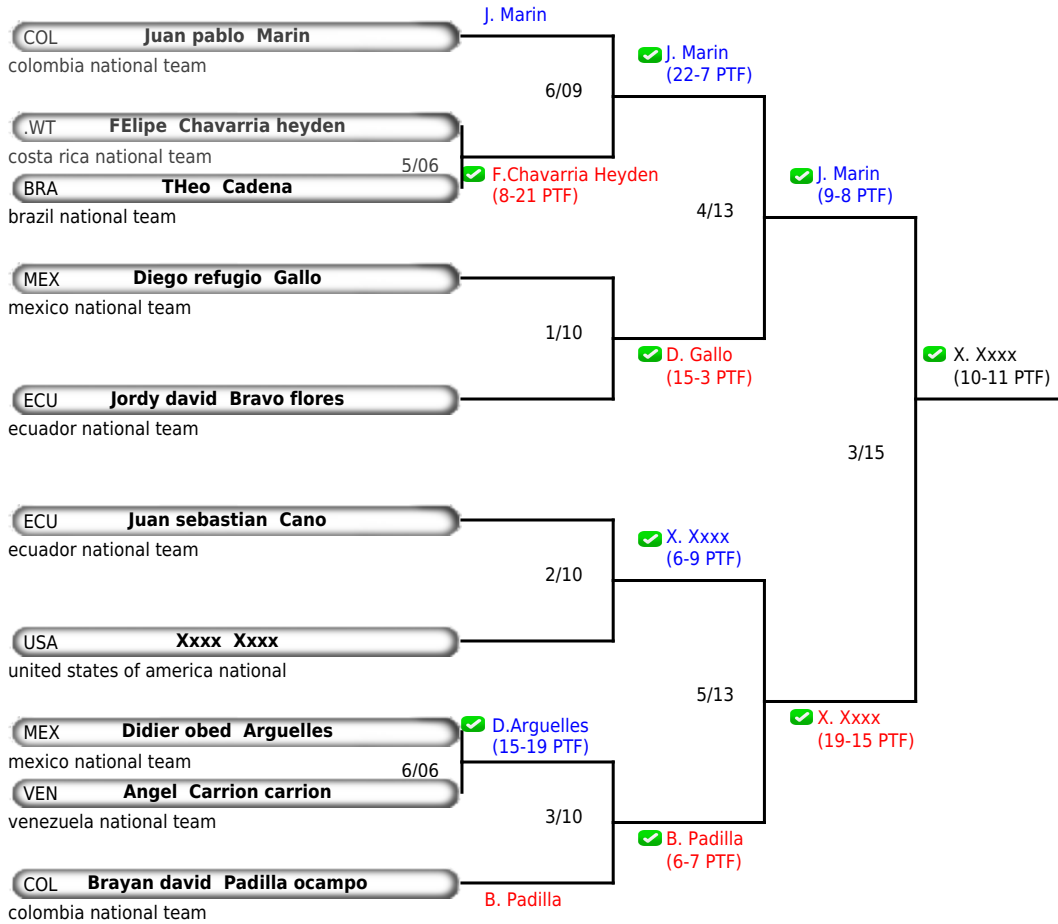 J. Marin
COL Juan pablo Marin
colombia national team
6/09
J. Marin
(22-7 PTF)
.WT FElipe Chavarria heyden
costa rica national team
5/06
F.Chavarria Heyden
(8-21 PTF)
BRA THeo Cadena
brazil national team
J. Marin
(9-8 PTF)
4/13
MEX Diego refugio Gallo
mexico national team
1/10
D. Gallo
(15-3 PTF)
ECU Jordy david Bravo flores
ecuador national team
X. Xxxx
(10-11 PTF)
3/15
ECU Juan sebastian Cano
ecuador national team
2/10
X. Xxxx
(6-9 PTF)
USA Xxxx Xxxx
united states of america national
5/13
X. Xxxx
(19-15 PTF)
MEX Didier obed Arguelles
mexico national team
6/06
D.Arguelles
(15-19 PTF)
VEN Angel Carrion carrion
venezuela national team
3/10
B. Padilla
(6-7 PTF)
COL Brayan david Padilla ocampo
colombia national team
B. Padilla